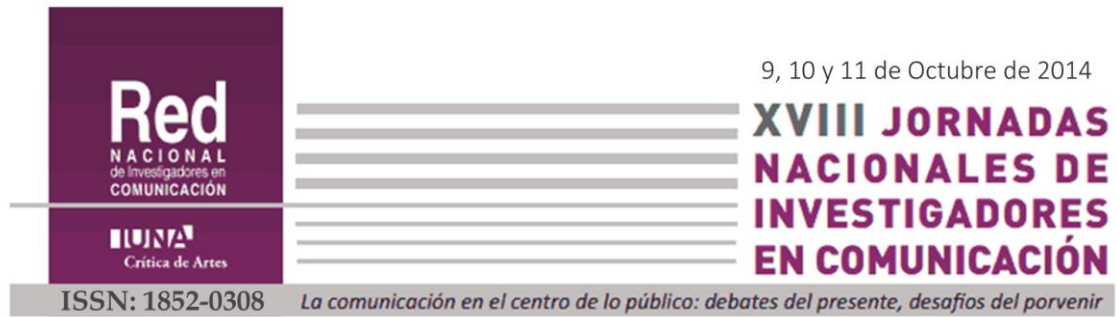 Red
NACIONAL
de Investigadores en
COMUNICACIÓN
IUNA
Crítica de Artes
9, 10 y 11 de Octubre de 2014
XVIII JORNADAS
NACIONALES DE
INVESTIGADORES
EN COMUNICACIÓN
ISSN: 1852-0308
La comunicación en el centro de lo público: debates del presente, desafíos del porvenir